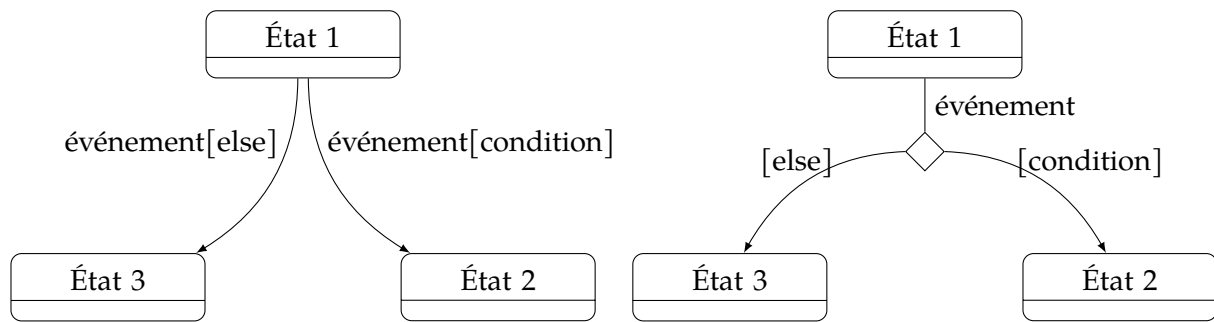 État 1
événement[else]
événement[condition]
État 3
État 2
État 1
événement
[else]
[condition]
État 3
État 2